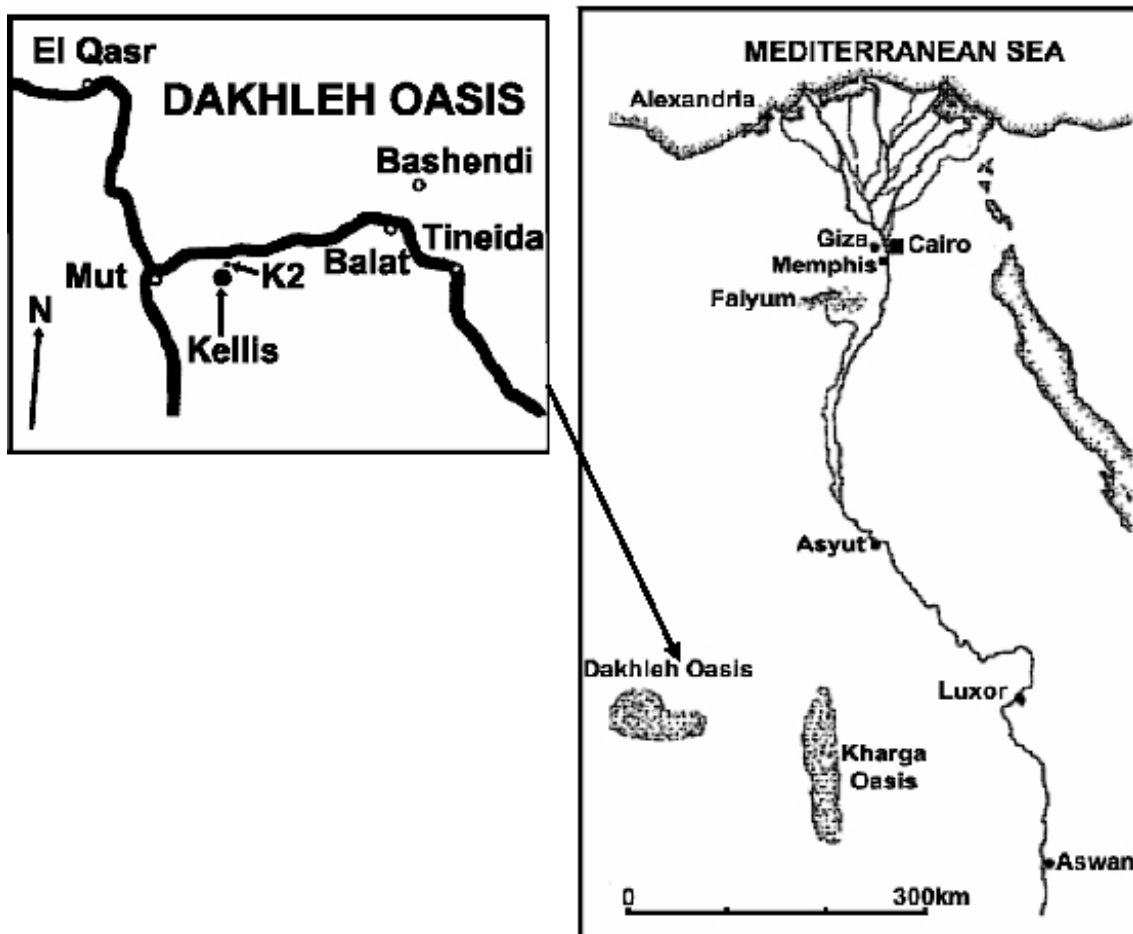 El Qasr
DAKHLEH OASIS
Bashendi
Tineida
Balat
Mut
K2
N
Kellis
MEDITERRANEAN SEA
Alexandria
Giza
Cairo
Memphis
Faiyum
Asyut
Dakhleh Oasis
Luxor
Kharga
Oasis
Aswan
0
300km